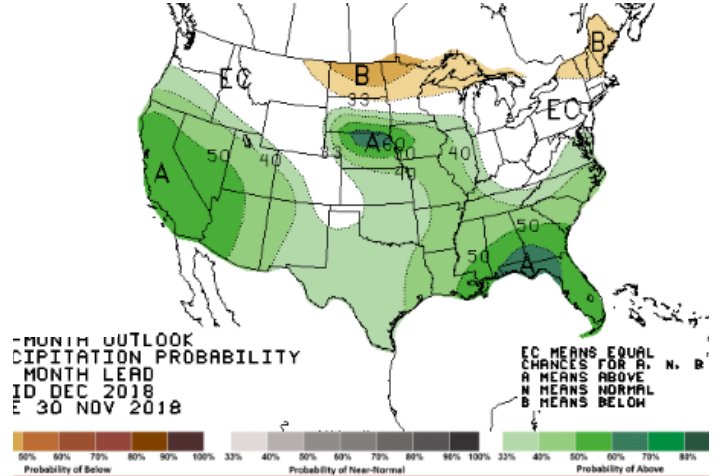 B
B
EC
33
EC
A 60
50
40
33
40
40
40
A
50
50
A
-MONTH OUTLOOK
CIPITATION PROBABILITY
MONTH LEAD
ID DEC 2018
E 30 NOV 2018
EC MEANS EQUAL
CHANCES FOR A, N, B
A MEANS ABOVE
N MEANS NORMAL
B MEANS BELOW
50% 60% 70% 80% 90% 100%
Probability of Below
33% 40% 50% 60% 70% 80% 90% 100%
Probability of Near-Normal
33% 40% 50% 60% 70% 80%
Probability of Above